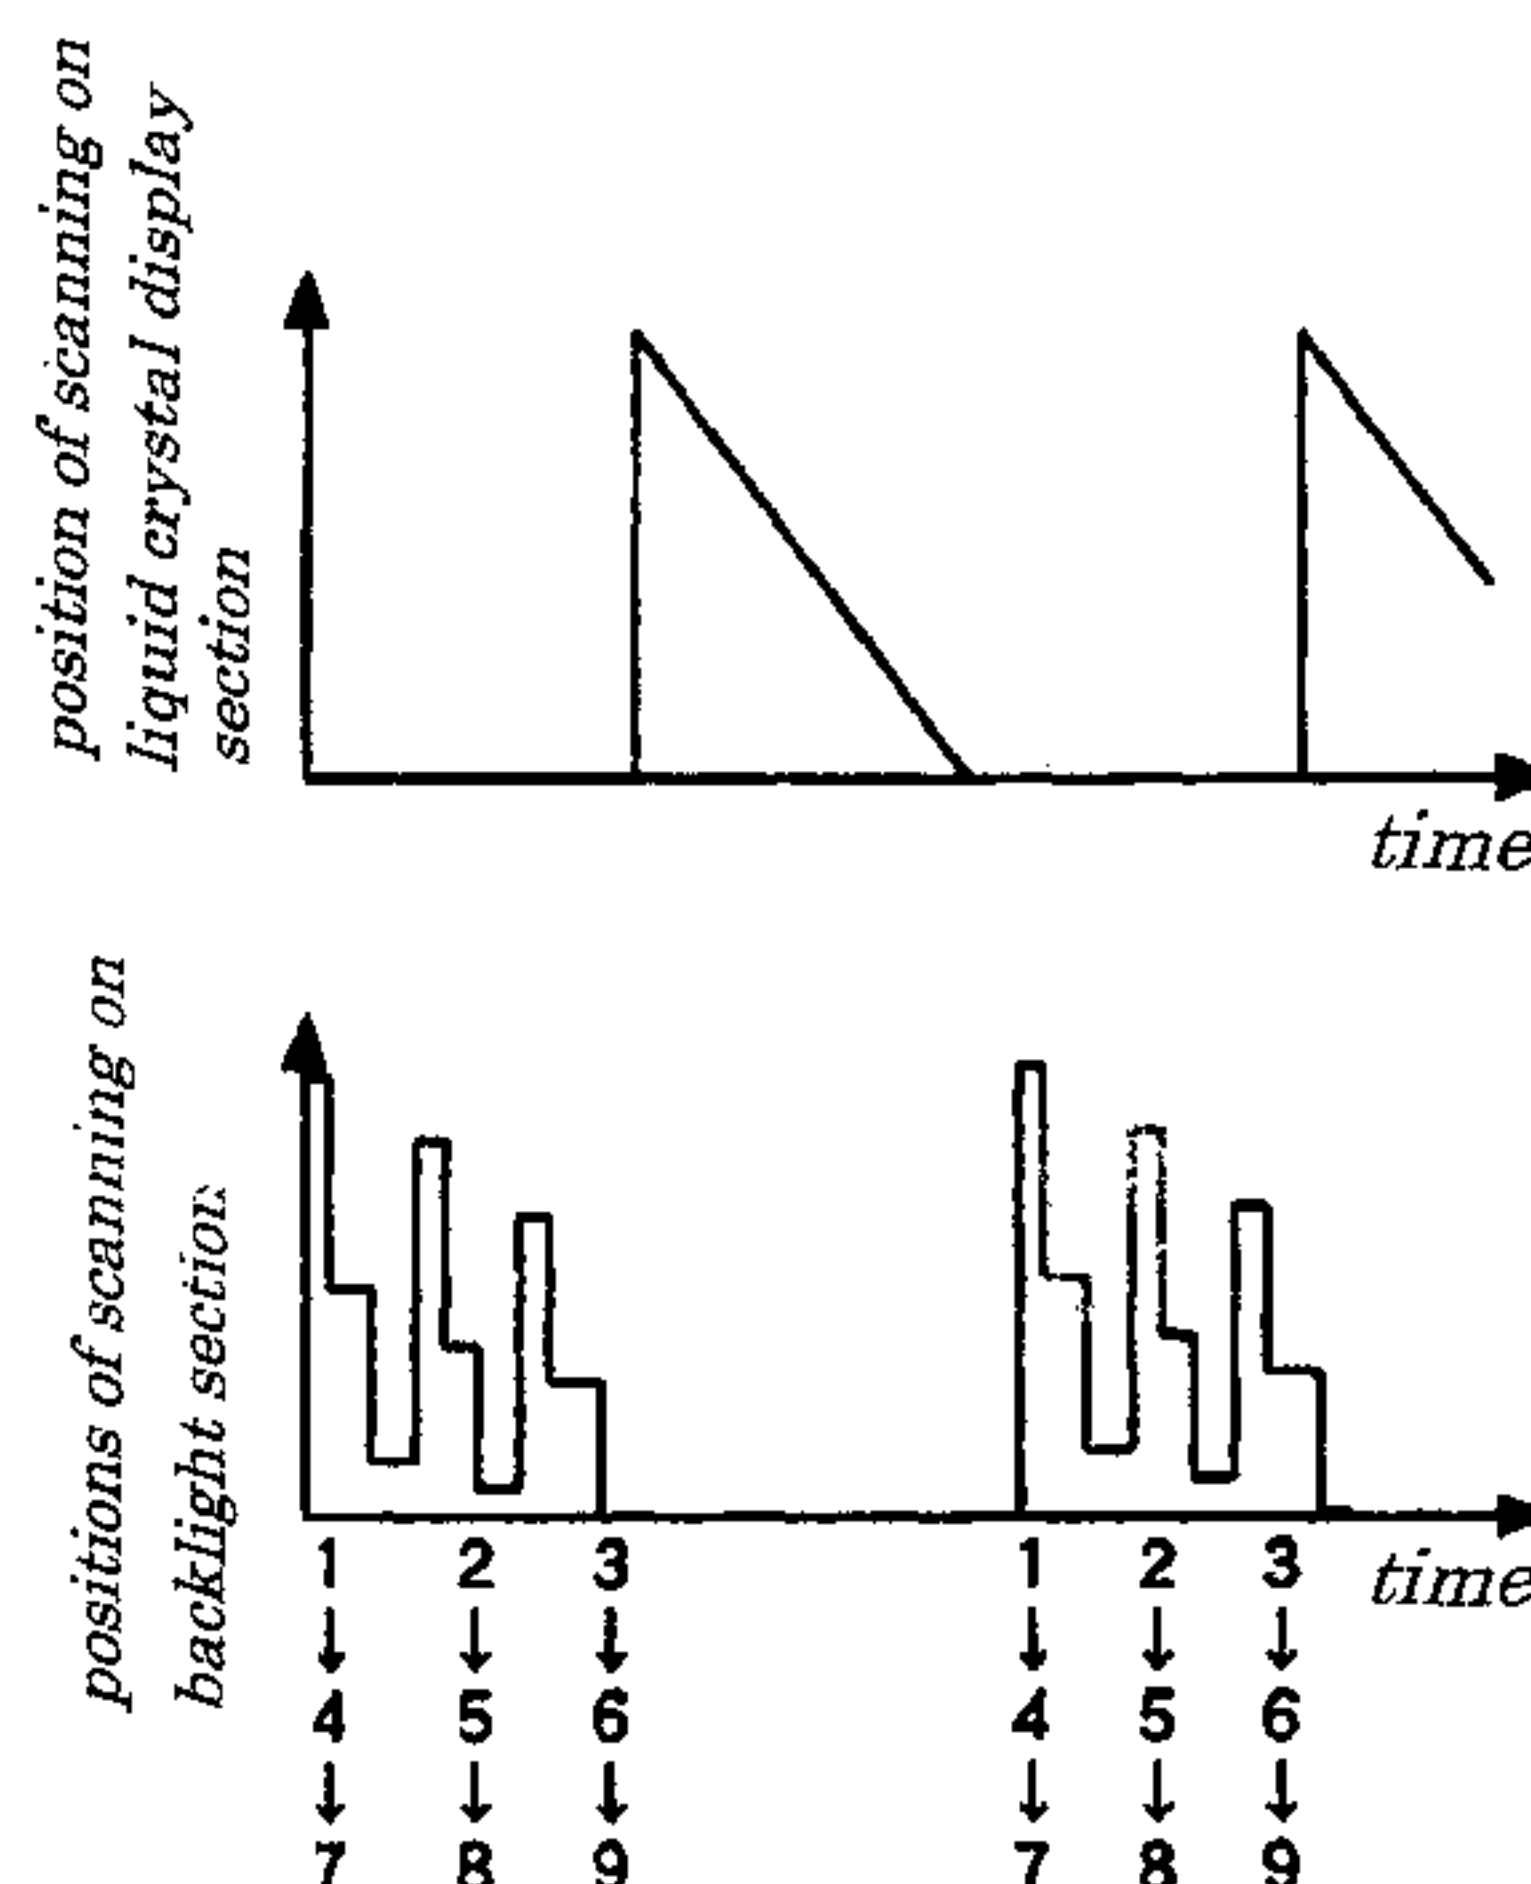 position of scanning on
liquid crystal display
section
time
positions of scanning on
backlight section
1 2 3 1 2 3
time
↓ ↓ ↓ ↓ ↓ ↓
4 5 6 4 5 6
↓ ↓ ↓ ↓ ↓ ↓
7 8 9 7 8 9